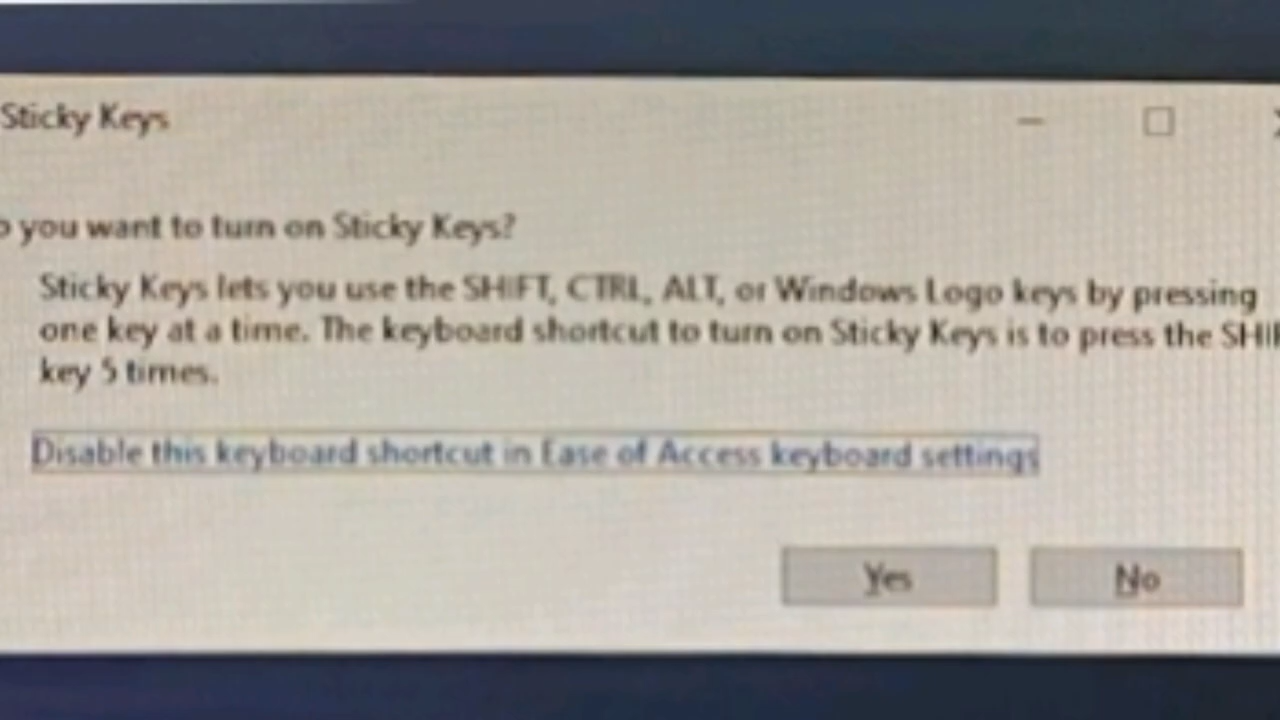 Sticky Keys
you want to turn on Sticky Keys?
Sticky Keys lets you use the SHIFT, CTRL, ALT, or Windows Logo keys by pressing
one key at a time. The keyboard shortcut to turn on Sticky Keys is to press the SHIF
key 5 times.
Disable this keyboard shortcut in Ease of Access keyboard settings
Yes No